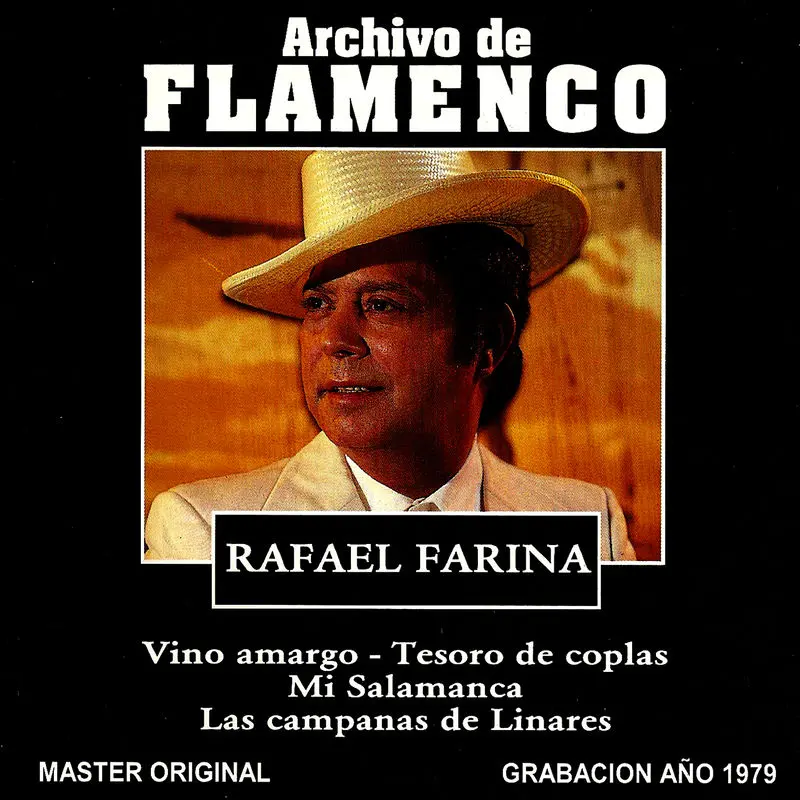 Archivo de
FLAMENCO
RAFAEL FARINA
Vino amargo - Tesoro de coplas
Mi Salamanca
Las campanas de Linares
MASTER ORIGINAL
GRABACION AÑO 1979